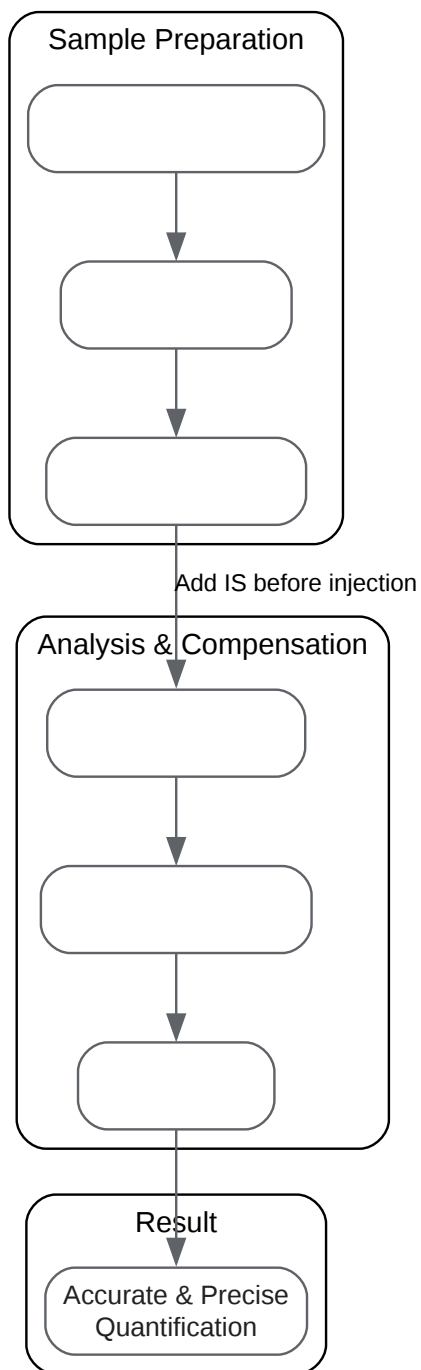 Sample Preparation
Add IS before injection
Analysis & Compensation
Result
Accurate & Precise
Quantification